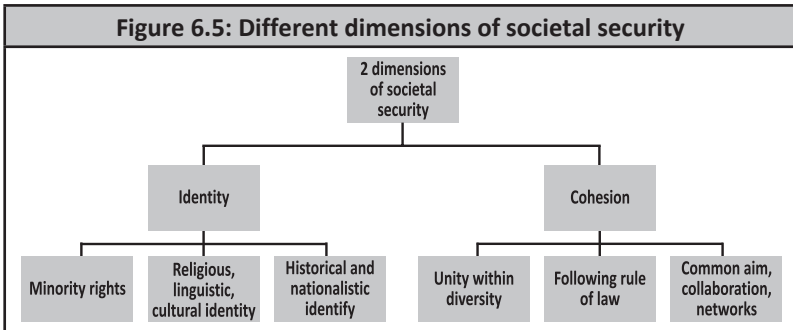 Figure 6.5: Different dimensions of societal security
2 dimensions
of societal
security
Identity
Cohesion
Minority rights
Religious,
linguistic,
cultural identity
Historical and
nationalistic
identify
Unity within
diversity
Following rule
of law
Common aim,
collaboration,
networks